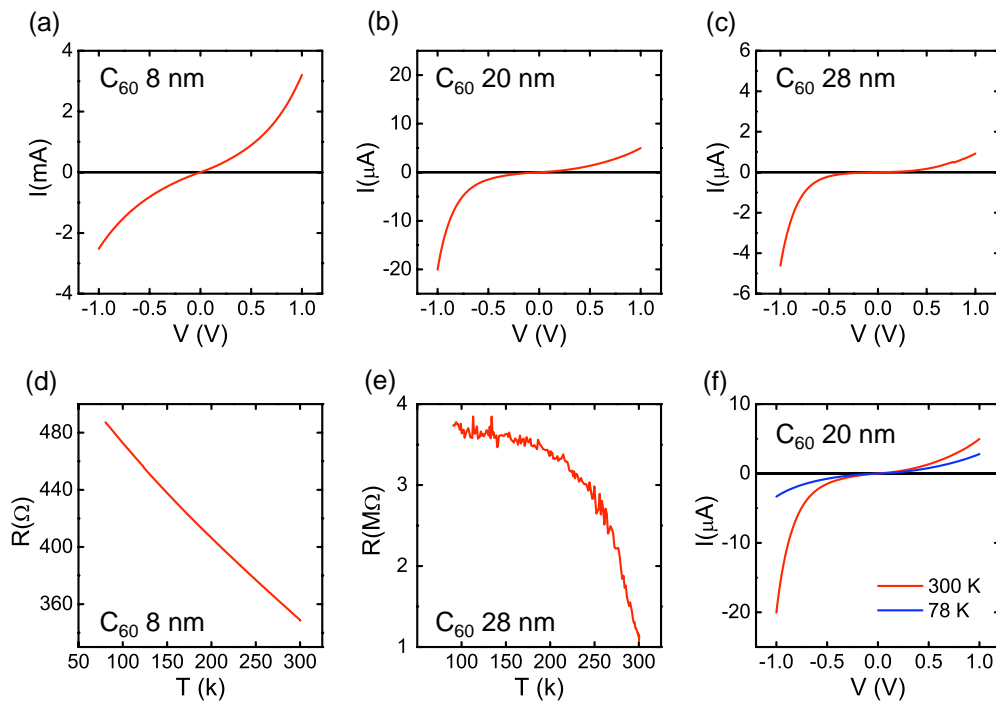 (a)
C60 8 nm
I(mA)
4
2
0
-2
-4
-1.0 -0.5 0.0 0.5 1.0
V (V)
(b)
C60 20 nm
I(μA)
20
10
0
-10
-20
-1.0 -0.5 0.0 0.5 1.0
V (V)
(c)
C60 28 nm
I(μA)
6
4
2
0
-2
-4
-6
-1.0 -0.5 0.0 0.5 1.0
V (V)
(d)
R(Ω)
480
440
400
360
C60 8 nm
50 100 150 200 250 300
T (k)
(e)
R(MΩ)
4
3
2
1
C60 28 nm
100 150 200 250 300
T (k)
(f)
C60 20 nm
I(μA)
10
0
-10
-20
300 K
78 K
-1.0 -0.5 0.0 0.5 1.0
V (V)